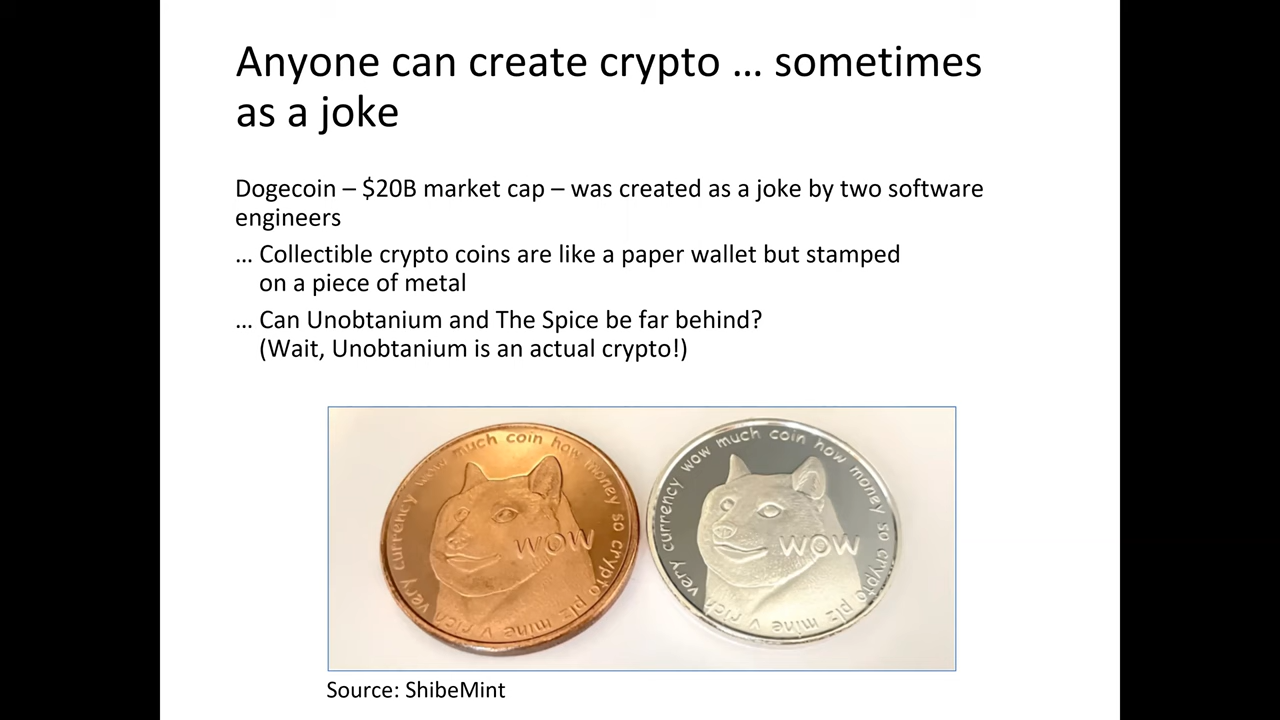 Anyone can create crypto … sometimes
as a joke
Dogecoin – $20B market cap – was created as a joke by two software
engineers
… Collectible crypto coins are like a paper wallet but stamped
on a piece of metal
… Can Unobtanium and The Spice be far behind?
(Wait, Unobtanium is an actual crypto!)
very currency wow much coin how money so crypto plz mine v rich
wow
very currency wow much coin how money so crypto plz mine v rich
wow
Source: ShibeMint